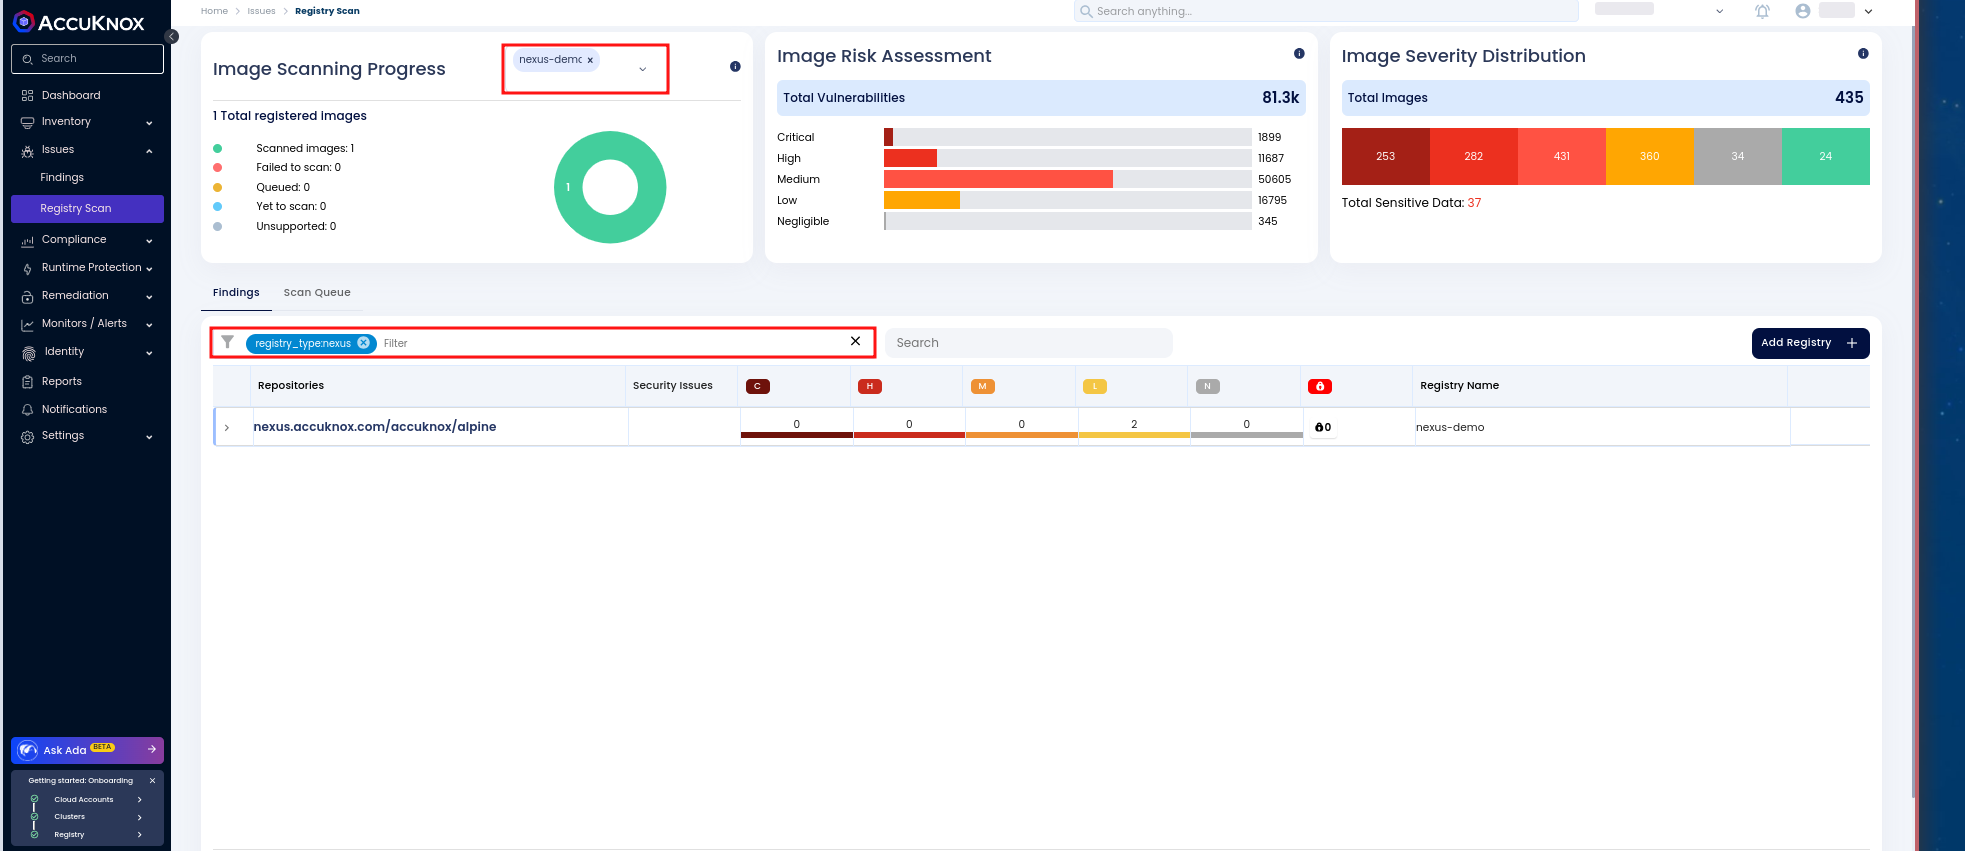 ACCUKNOX
Search
Dashboard
Inventory
Issues
Findings
Registry Scan
Compliance
Runtime Protection
Remediation
Monitors / Alerts
Identity
Reports
Notifications
Settings
Ask Ada BETA
Getting started: Onboarding
Cloud Accounts
Clusters
Registry
Home > Issues > Registry Scan
Search anything...
Image Scanning Progress
nexus-demo x
1 Total registered images
Scanned images: 1
Failed to scan: 0
Queued: 0
Yet to scan: 0
Unsupported: 0
1
Image Risk Assessment
Total Vulnerabilities 81.3k
Critical 1899
High 11687
Medium 50605
Low 16795
Negligible 345
Image Severity Distribution
Total Images 435
253 282 431 360 34 24
Total Sensitive Data: 37
Findings Scan Queue
registry_type:nexus Filter
Search
Add Registry +
Repositories Security Issues C H M L N Registry Name
nexus.accuknox.com/accuknox/alpine 0 0 0 2 0 0 nexus-demo